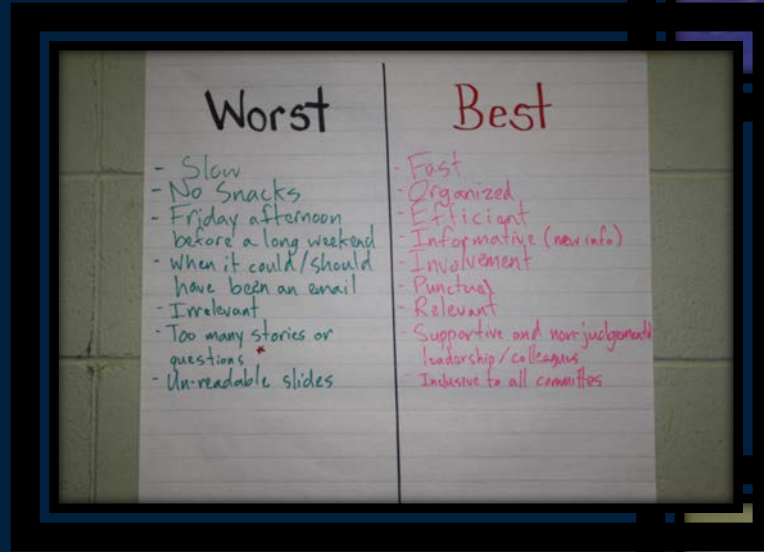 Worst
- Slow
- No Snacks
- Friday afternoon
before a long weekend
- When it could/should
have been an email
- Irrelevant
- Too many stories or
questions *
- Un-readable slides
Best
- Fast
- Organized
- Efficient
- Informative (new info)
- Involvement
- Punctual
- Relevant
- Supportive and non-judgemental
leadership/colleagues
- Inclusive to all committes